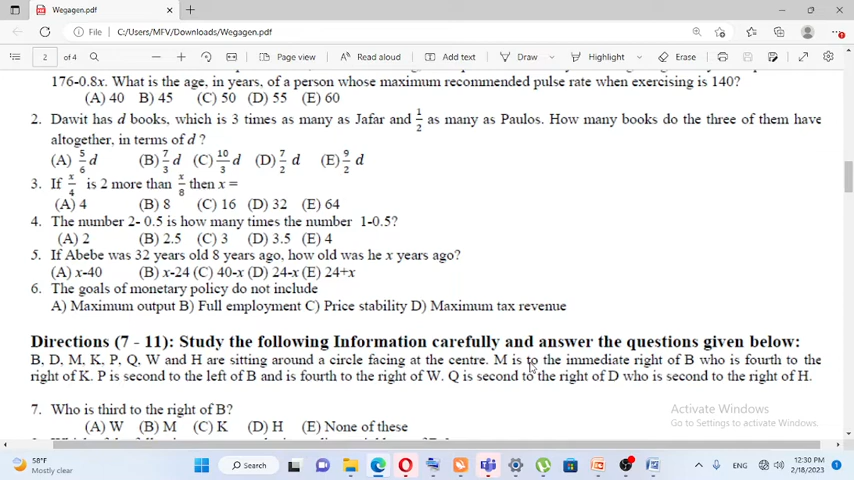 Wegagen.pdf
File
C:/Users/MFV/Downloads/Wegagen.pdf
2 of 4
Page view
Read aloud
Add text
Draw
Highlight
Erase
176-0.8x. What is the age, in years, of a person whose maximum recommended pulse rate when exercising is 140?
(A) 40 B) 45 (C) 50 (D) 55 (E) 60
2. Dawit has d books, which is 3 times as many as Jafar and 1/2 as many as Paulos. How many books do the three of them have
altogether, in terms of d ?
(A) 5/6 d (B) 7/3 d (C) 10/3 d (D) 7/2 d (E) 9/2 d
3. If x/4 is 2 more than x/8 then x =
(A) 4 (B) 8 (C) 16 (D) 32 (E) 64
4. The number 2- 0.5 is how many times the number 1-0.5?
(A) 2 (B) 2.5 (C) 3 (D) 3.5 (E) 4
5. If Abebe was 32 years old 8 years ago, how old was he x years ago?
(A) x-40 (B) x-24 (C) 40-x (D) 24-x (E) 24+x
6. The goals of monetary policy do not include
A) Maximum output B) Full employment C) Price stability D) Maximum tax revenue
Directions (7 - 11): Study the following Information carefully and answer the questions given below:
B, D, M, K, P, Q, W and H are sitting around a circle facing at the centre. M is to the immediate right of B who is fourth to the
right of K. P is second to the left of B and is fourth to the right of W. Q is second to the right of D who is second to the right of H.
7. Who is third to the right of B?
(A) W (B) M (C) K (D) H (E) None of these
Activate Windows
Go to Settings to activate Windows.
58°F
Mostly clear
Search
ENG
12:30 PM
2/18/2023